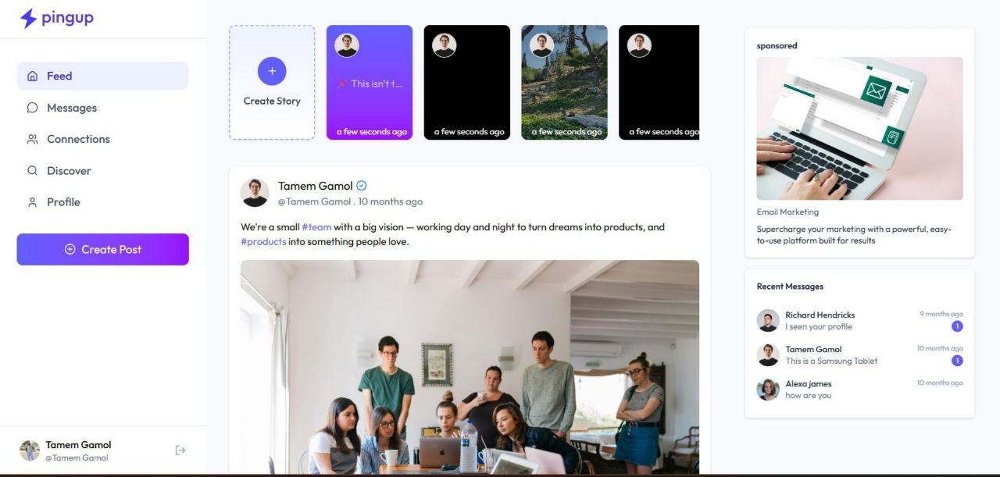 pingup
Feed
Messages
Connections
Discover
Profile
Create Post
Tamem Gamol
@Tamem Gamol
Create Story
This isn't t...
a few seconds ago
a few seconds ago
a few seconds ago
a few seconds ago
Tamem Gamol
@Tamem Gamol . 10 months ago
We're a small #team with a big vision — working day and night to turn dreams into products, and
#products into something people love.
sponsored
Email Marketing
Supercharge your marketing with a powerful, easy-
to-use platform built for results
Recent Messages
Richard Hendricks 9 months ago
I seen your profile 1
Tamem Gamol 10 months ago
This is a Samsung Tablet 1
Alexa james 10 months ago
how are you